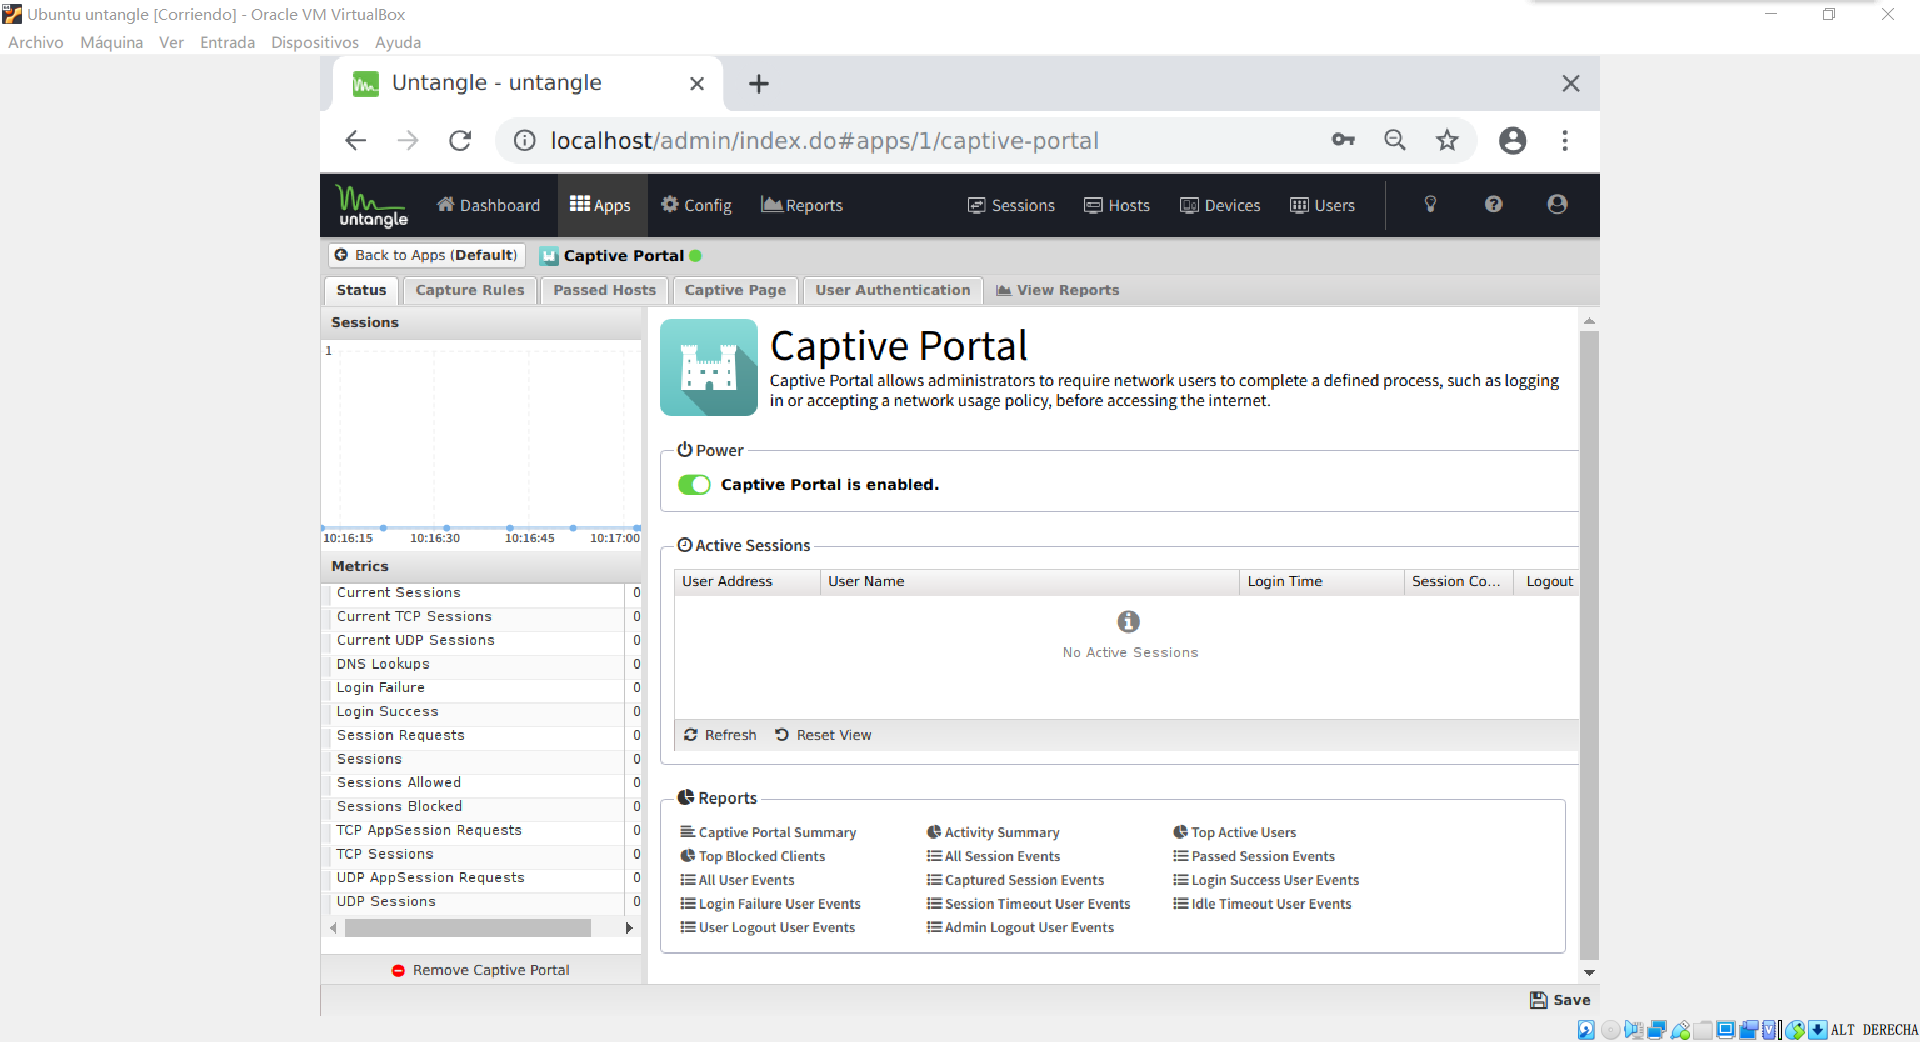 Ubuntu untangle [Corriendo] - Oracle VM VirtualBox
Archivo Máquina Ver Entrada Dispositivos Ayuda
Untangle - untangle
localhost/admin/index.do#apps/1/captive-portal
untangle Dashboard Apps Config Reports Sessions Hosts Devices Users
Back to Apps (Default) Captive Portal
Status Capture Rules Passed Hosts Captive Page User Authentication View Reports
Sessions
1
10:16:15 10:16:30 10:16:45 10:17:00
Metrics
Current Sessions 0
Current TCP Sessions 0
Current UDP Sessions 0
DNS Lookups 0
Login Failure 0
Login Success 0
Session Requests 0
Sessions 0
Sessions Allowed 0
Sessions Blocked 0
TCP AppSession Requests 0
TCP Sessions 0
UDP AppSession Requests 0
UDP Sessions 0
Remove Captive Portal
Captive Portal
Captive Portal allows administrators to require network users to complete a defined process, such as logging
in or accepting a network usage policy, before accessing the internet.
Power
Captive Portal is enabled.
Active Sessions
User Address User Name Login Time Session Co... Logout
No Active Sessions
Refresh Reset View
Reports
Captive Portal Summary Activity Summary Top Active Users
Top Blocked Clients All Session Events Passed Session Events
All User Events Captured Session Events Login Success User Events
Login Failure User Events Session Timeout User Events Idle Timeout User Events
User Logout User Events Admin Logout User Events
Save
ALT DERECHA